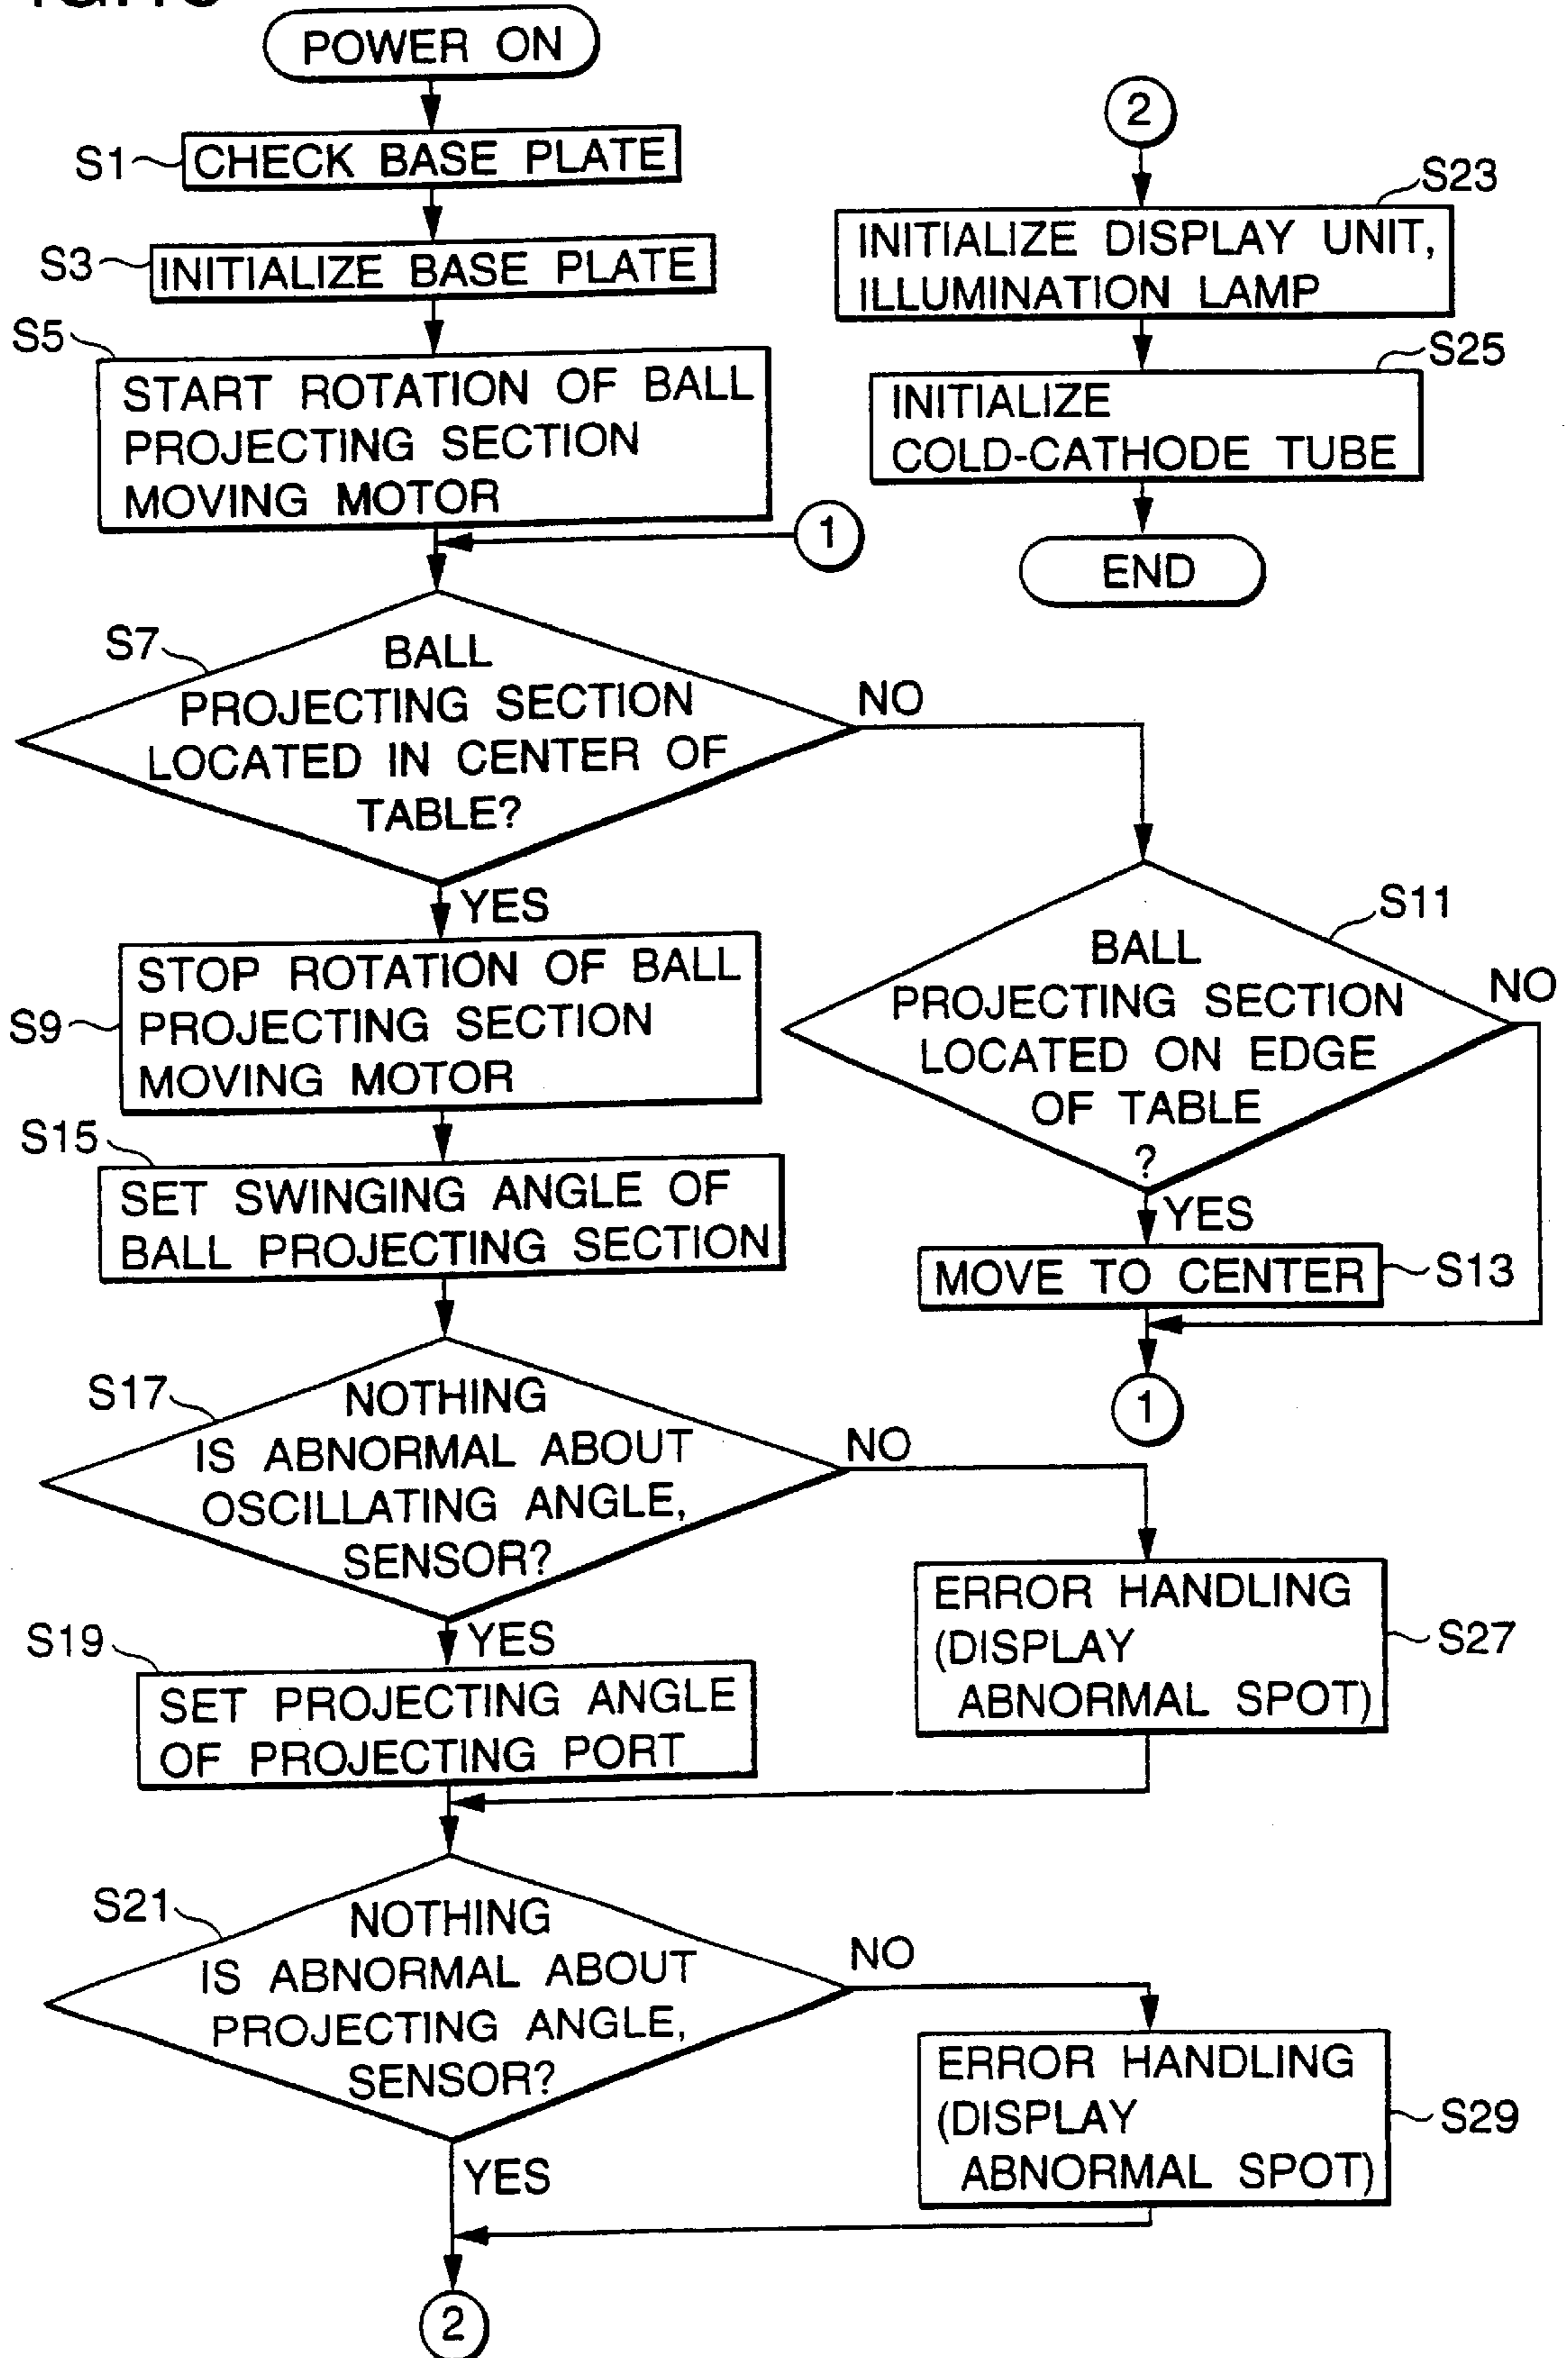 POWER ON
S1
CHECK BASE PLATE
S3
INITIALIZE BASE PLATE
S5
START ROTATION OF BALL
PROJECTING SECTION
MOVING MOTOR
1
S7
BALL
PROJECTING SECTION
LOCATED IN CENTER OF
TABLE?
NO
YES
S9
STOP ROTATION OF BALL
PROJECTING SECTION
MOVING MOTOR
S15
SET SWINGING ANGLE OF
BALL PROJECTING SECTION
S17
NOTHING
IS ABNORMAL ABOUT
OSCILLATING ANGLE,
SENSOR?
NO
YES
S19
SET PROJECTING ANGLE
OF PROJECTING PORT
S21
NOTHING
IS ABNORMAL ABOUT
PROJECTING ANGLE,
SENSOR?
NO
YES
2
2
S23
INITIALIZE DISPLAY UNIT,
ILLUMINATION LAMP
S25
INITIALIZE
COLD-CATHODE TUBE
END
S11
BALL
PROJECTING SECTION
LOCATED ON EDGE
OF TABLE
?
NO
YES
MOVE TO CENTER
S13
1
ERROR HANDLING
(DISPLAY
ABNORMAL SPOT)
S27
ERROR HANDLING
(DISPLAY
ABNORMAL SPOT)
S29